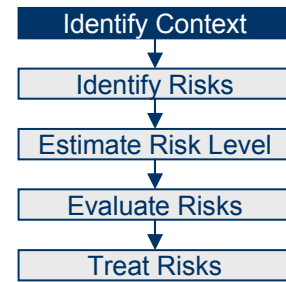 Identify Context
Identify Risks
Estimate Risk Level
Evaluate Risks
Treat Risks